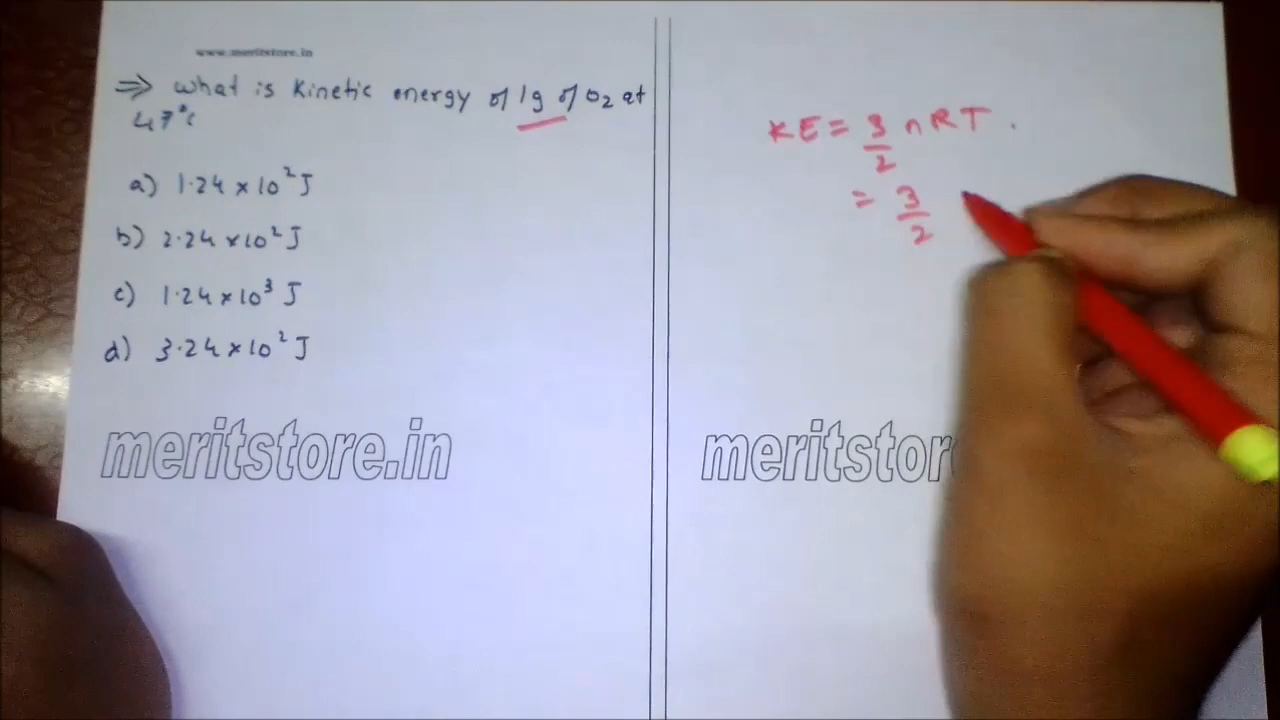 www.meritstore.in
⇒ what is Kinetic energy of 1g of O2 at
47°C
a) 1.24 × 10² J
b) 2.24 × 10² J
c) 1.24 × 10³ J
d) 3.24 × 10² J
meritstore.in
KE = 3/2 nRT.
= 3/2
meritstor